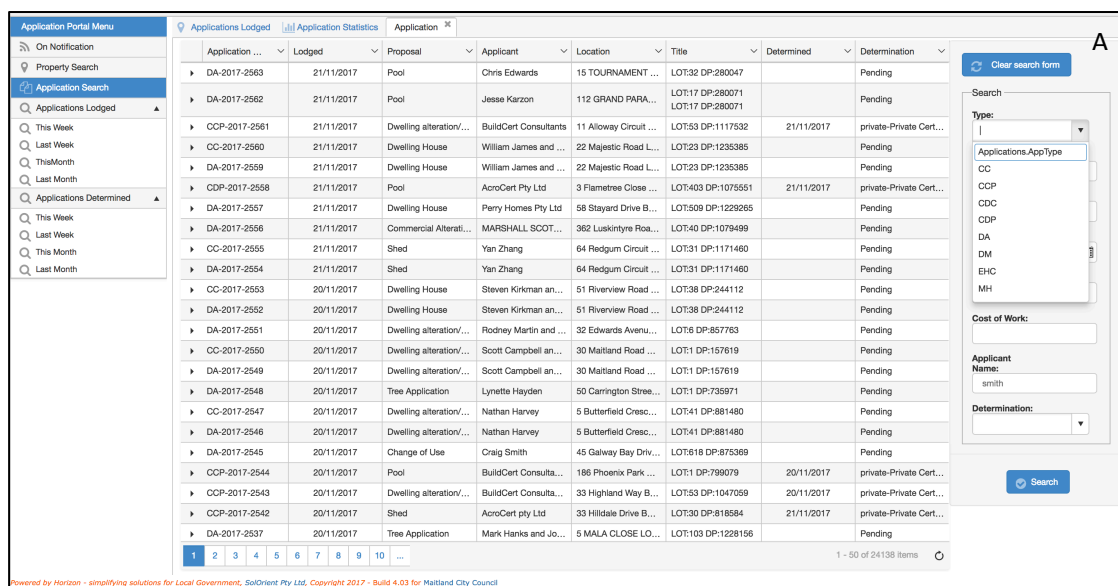 Application Portal Menu
On Notification
Property Search
Application Search
Applications Lodged
This Week
Last Week
ThisMonth
Last Month
Applications Determined
This Week
Last Week
This Month
Last Month
Applications Lodged Application Statistics Application
Application ... Lodged Proposal Applicant Location Title Determined Determination
DA-2017-2563 21/11/2017 Pool Chris Edwards 15 TOURNAMENT ... LOT:32 DP:280047 Pending
DA-2017-2562 21/11/2017 Pool Jesse Karzon 112 GRAND PARA... LOT:17 DP:280071 Pending
LOT:17 DP:280071
CCP-2017-2561 21/11/2017 Dwelling alteration/... BuildCert Consultants 11 Alloway Circuit ... LOT:53 DP:1117532 21/11/2017 private-Private Cert...
CC-2017-2560 21/11/2017 Dwelling House William James and ... 22 Majestic Road L... LOT:23 DP:1235385 Pending
DA-2017-2559 21/11/2017 Dwelling House William James and ... 22 Majestic Road L... LOT:23 DP:1235385 Pending
CDP-2017-2558 21/11/2017 Pool AcroCert Pty Ltd 3 Flametree Close ... LOT:403 DP:1075551 21/11/2017 private-Private Cert...
DA-2017-2557 21/11/2017 Dwelling House Perry Homes Pty Ltd 58 Stayard Drive B... LOT:509 DP:1229265 Pending
DA-2017-2556 21/11/2017 Commercial Alterati... MARSHALL SCOT... 362 Luskintyre Roa... LOT:40 DP:1079499 Pending
CC-2017-2555 21/11/2017 Shed Yan Zhang 64 Redgum Circuit ... LOT:31 DP:1171460 Pending
DA-2017-2554 21/11/2017 Shed Yan Zhang 64 Redgum Circuit ... LOT:31 DP:1171460 Pending
CC-2017-2553 20/11/2017 Dwelling House Steven Kirkman an... 51 Riverview Road ... LOT:38 DP:244112 Pending
DA-2017-2552 20/11/2017 Dwelling House Steven Kirkman an... 51 Riverview Road ... LOT:38 DP:244112 Pending
DA-2017-2551 20/11/2017 Dwelling alteration/... Rodney Martin and ... 32 Edwards Avenu... LOT:6 DP:857763 Pending
CC-2017-2550 20/11/2017 Dwelling alteration/... Scott Campbell an... 30 Maitland Road ... LOT:1 DP:157619 Pending
DA-2017-2549 20/11/2017 Dwelling alteration/... Scott Campbell an... 30 Maitland Road ... LOT:1 DP:157619 Pending
DA-2017-2548 20/11/2017 Tree Application Lynette Hayden 50 Carrington Stree... LOT:1 DP:735971 Pending
CC-2017-2547 20/11/2017 Dwelling alteration/... Nathan Harvey 5 Butterfield Cresc... LOT:41 DP:881480 Pending
DA-2017-2546 20/11/2017 Dwelling alteration/... Nathan Harvey 5 Butterfield Cresc... LOT:41 DP:881480 Pending
DA-2017-2545 20/11/2017 Change of Use Craig Smith 45 Galway Bay Driv... LOT:618 DP:875369 Pending
CCP-2017-2544 20/11/2017 Pool BuildCert Consulta... 186 Phoenix Park ... LOT:1 DP:799079 20/11/2017 private-Private Cert...
CCP-2017-2543 20/11/2017 Dwelling alteration/... BuildCert Consulta... 33 Highland Way B... LOT:53 DP:1047059 20/11/2017 private-Private Cert...
CCP-2017-2542 20/11/2017 Shed AcroCert pty Ltd 33 Hilldale Drive B... LOT:30 DP:818584 21/11/2017 private-Private Cert...
DA-2017-2537 20/11/2017 Tree Application Mark Hanks and Jo... 5 MALA CLOSE LO... LOT:103 DP:1228156 Pending
1 2 3 4 5 6 7 8 9 10 ... 1 - 50 of 24138 items
A
Clear search form
Search
Type:
Applications.AppType
CC
CCP
CDC
CDP
DA
DM
EHC
MH
Cost of Work:
Applicant
Name:
smith
Determination:
Search
Powered by Horizon - simplifying solutions for Local Government, SolOrient Pty Ltd, Copyright 2017 - Build 4.03 for Maitland City Council